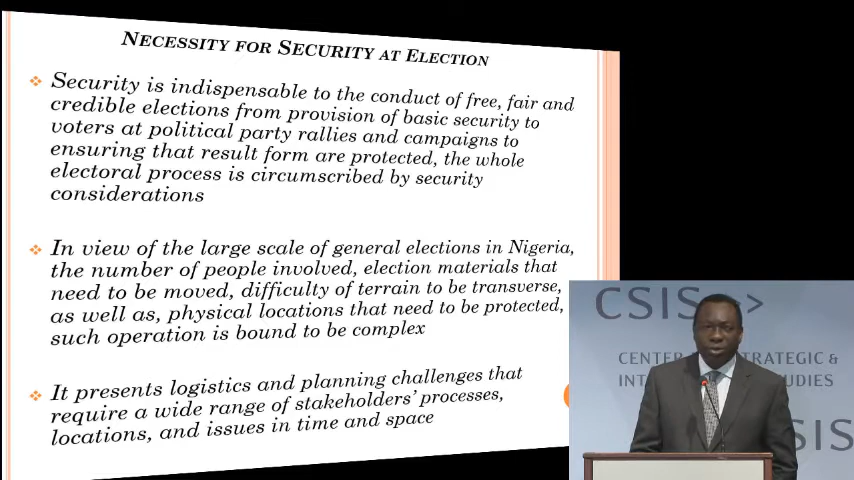 NECESSITY FOR SECURITY AT ELECTION
Security is indispensable to the conduct of free, fair and
credible elections from provision of basic security to
voters at political party rallies and campaigns to
ensuring that result form are protected, the whole
electoral process is circumscribed by security
considerations
In view of the large scale of general elections in Nigeria,
the number of people involved, election materials that
need to be moved, difficulty of terrain to be transverse,
as well as, physical locations that need to be protected,
such operation is bound to be complex
It presents logistics and planning challenges that
require a wide range of stakeholders' processes,
locations, and issues in time and space
CSIS
CENTER TRATEGIC &
INT UDIES
CSIS